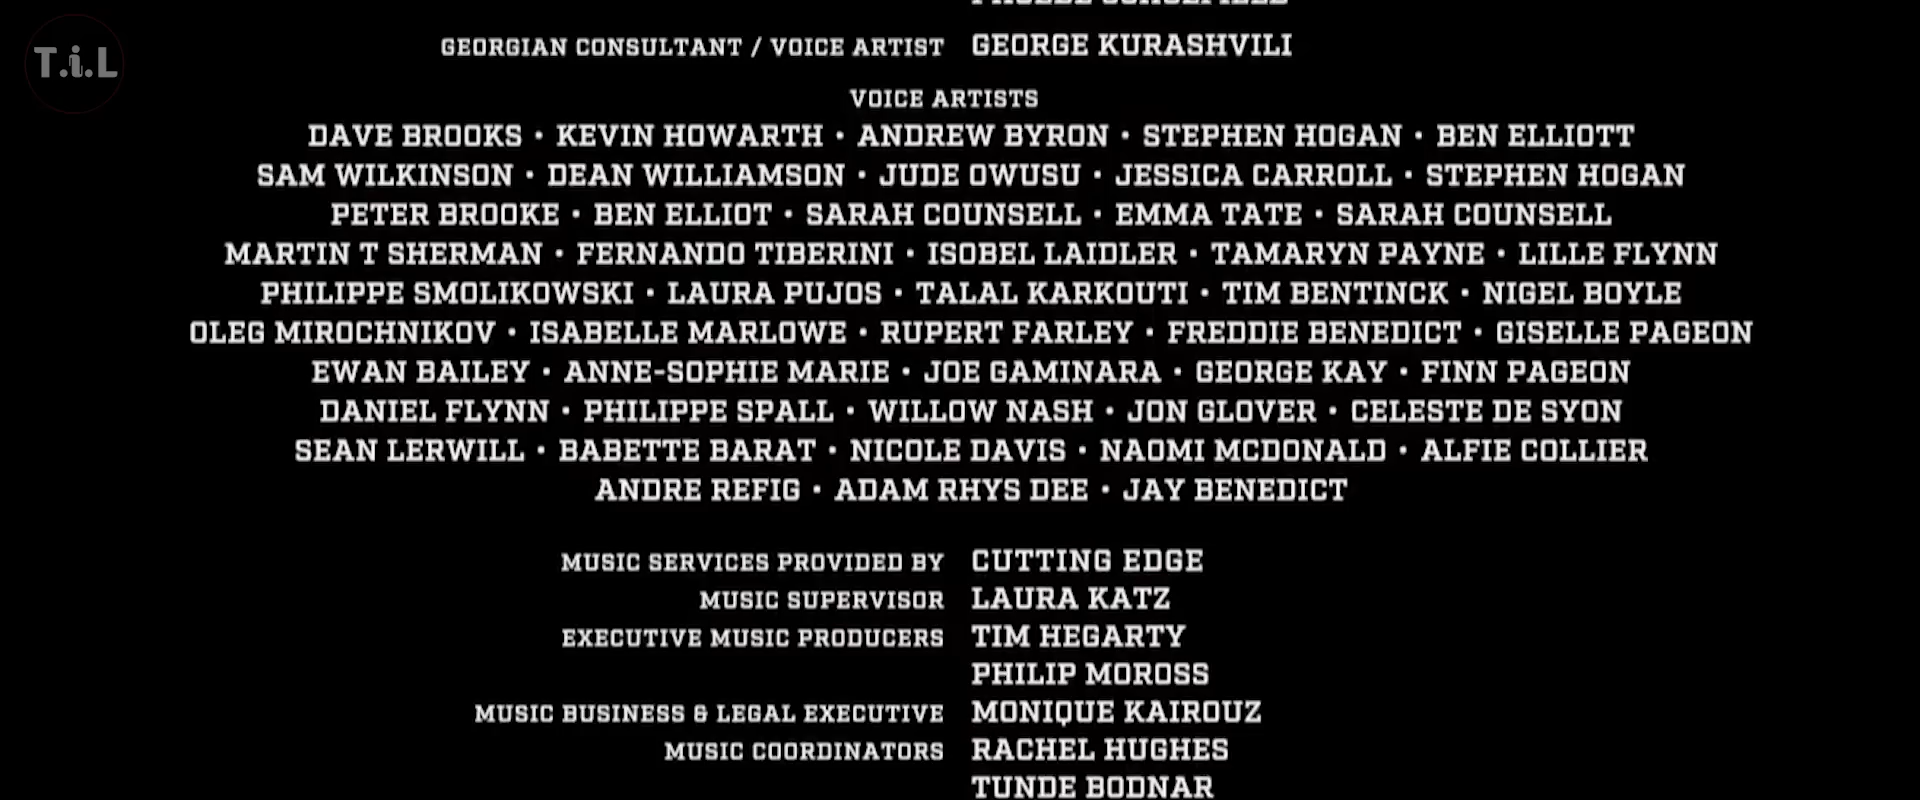 T.i.L
GEORGIAN CONSULTANT / VOICE ARTIST GEORGE KURASHVILI
VOICE ARTISTS
DAVE BROOKS • KEVIN HOWARTH • ANDREW BYRON • STEPHEN HOGAN • BEN ELLIOTT
SAM WILKINSON • DEAN WILLIAMSON • JUDE OWUSU • JESSICA CARROLL • STEPHEN HOGAN
PETER BROOKE • BEN ELLIOT • SARAH COUNSELL • EMMA TATE • SARAH COUNSELL
MARTIN T SHERMAN • FERNANDO TIBERINI • ISOBEL LAIDLER • TAMARYN PAYNE • LILLE FLYNN
PHILIPPE SMOLIKOWSKI • LAURA PUJOS • TALAL KARKOUTI • TIM BENTINCK • NIGEL BOYLE
OLEG MIROCHNIKOV • ISABELLE MARLOWE • RUPERT FARLEY • FREDDIE BENEDICT • GISELLE PAGEON
EWAN BAILEY • ANNE-SOPHIE MARIE • JOE GAMINARA • GEORGE KAY • FINN PAGEON
DANIEL FLYNN • PHILIPPE SPALL • WILLOW NASH • JON GLOVER • CELESTE DE SYON
SEAN LERWILL • BABETTE BARAT • NICOLE DAVIS • NAOMI MCDONALD • ALFIE COLLIER
ANDRE REFIG • ADAM RHYS DEE • JAY BENEDICT
MUSIC SERVICES PROVIDED BY CUTTING EDGE
MUSIC SUPERVISOR LAURA KATZ
EXECUTIVE MUSIC PRODUCERS TIM HEGARTY
PHILIP MOROSS
MUSIC BUSINESS & LEGAL EXECUTIVE MONIQUE KAIROUZ
MUSIC COORDINATORS RACHEL HUGHES
TUNDE BODNAR